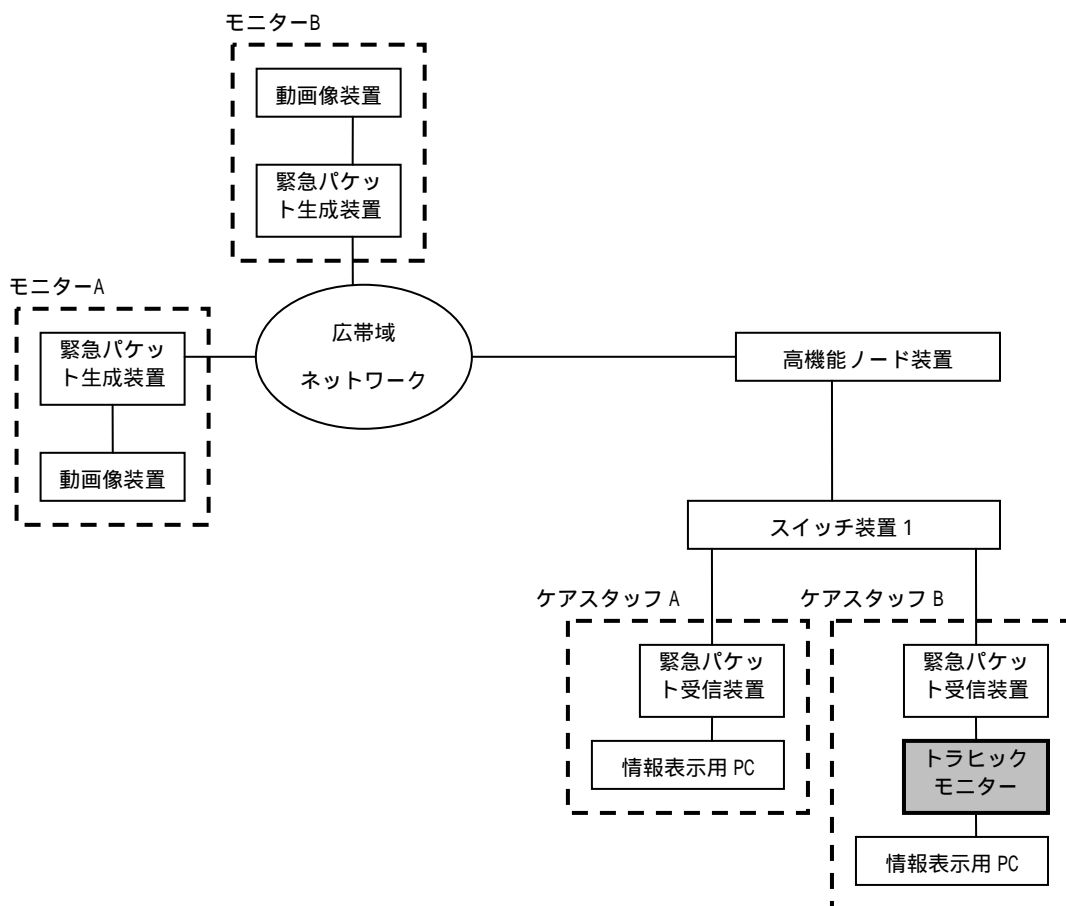 モニターB
動画像装置
緊急パケッ
ト生成装置
モニターA
緊急パケッ
ト生成装置
動画像装置
広帯域
ネットワーク
高機能ノード装置
スイッチ装置 1
ケアスタッフ A
緊急パケッ
ト受信装置
情報表示用 PC
ケアスタッフ B
緊急パケッ
ト受信装置
トラヒック
モニター
情報表示用 PC